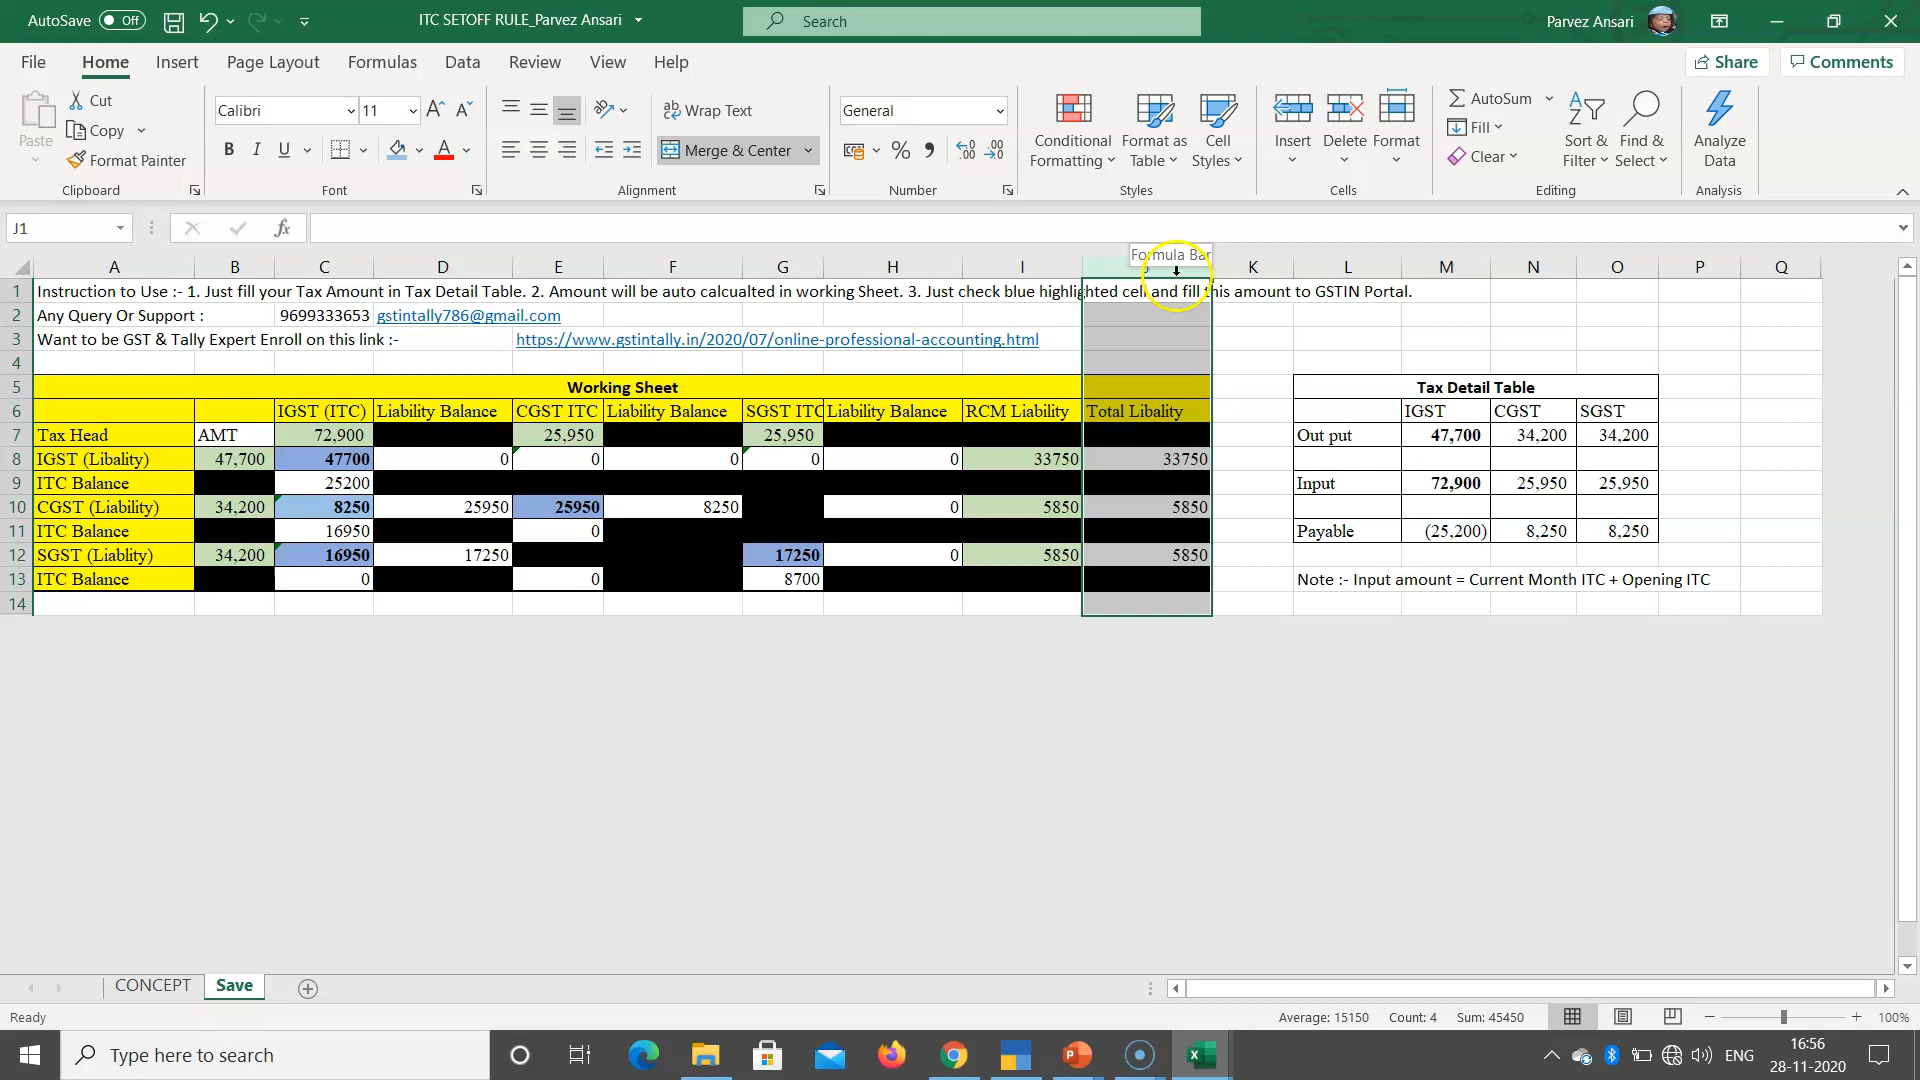 AutoSave Off ITC SETOFF RULE_Parvez Ansari Search Parvez Ansari
File Home Insert Page Layout Formulas Data Review View Help Share Comments
Paste Cut Copy Format Painter Clipboard
Calibri 11 B I U Font
Wrap Text Merge & Center Alignment
General % Number
Conditional Formatting Format as Table Cell Styles Styles
Insert Delete Format Cells
AutoSum Fill Clear Sort & Filter Find & Select Editing
Analyze Data Analysis
J1 fx
Formula Bar
A B C D E F G H I K L M N O P Q
1 Instruction to Use :- 1. Just fill your Tax Amount in Tax Detail Table. 2. Amount will be auto calcualted in working Sheet. 3. Just check blue highlighted cell and fill this amount to GSTIN Portal.
2 Any Query Or Support : 9699333653 gstintally786@gmail.com
3 Want to be GST & Tally Expert Enroll on this link :- https://www.gstintally.in/2020/07/online-professional-accounting.html
4
5 Working Sheet Tax Detail Table
6 IGST (ITC) Liability Balance CGST ITC Liability Balance SGST ITC Liability Balance RCM Liability Total Libality IGST CGST SGST
7 Tax Head AMT 72,900 25,950 25,950 Out put 47,700 34,200 34,200
8 IGST (Libality) 47,700 47700 0 0 0 0 0 33750 33750
9 ITC Balance 25200 Input 72,900 25,950 25,950
10 CGST (Liability) 34,200 8250 25950 25950 8250 0 5850 5850
11 ITC Balance 16950 0 Payable (25,200) 8,250 8,250
12 SGST (Liablity) 34,200 16950 17250 17250 0 5850 5850
13 ITC Balance 0 0 8700 Note :- Input amount = Current Month ITC + Opening ITC
14
CONCEPT Save
Ready Average: 15150 Count: 4 Sum: 45450 100%
Type here to search ENG 16:56
28-11-2020